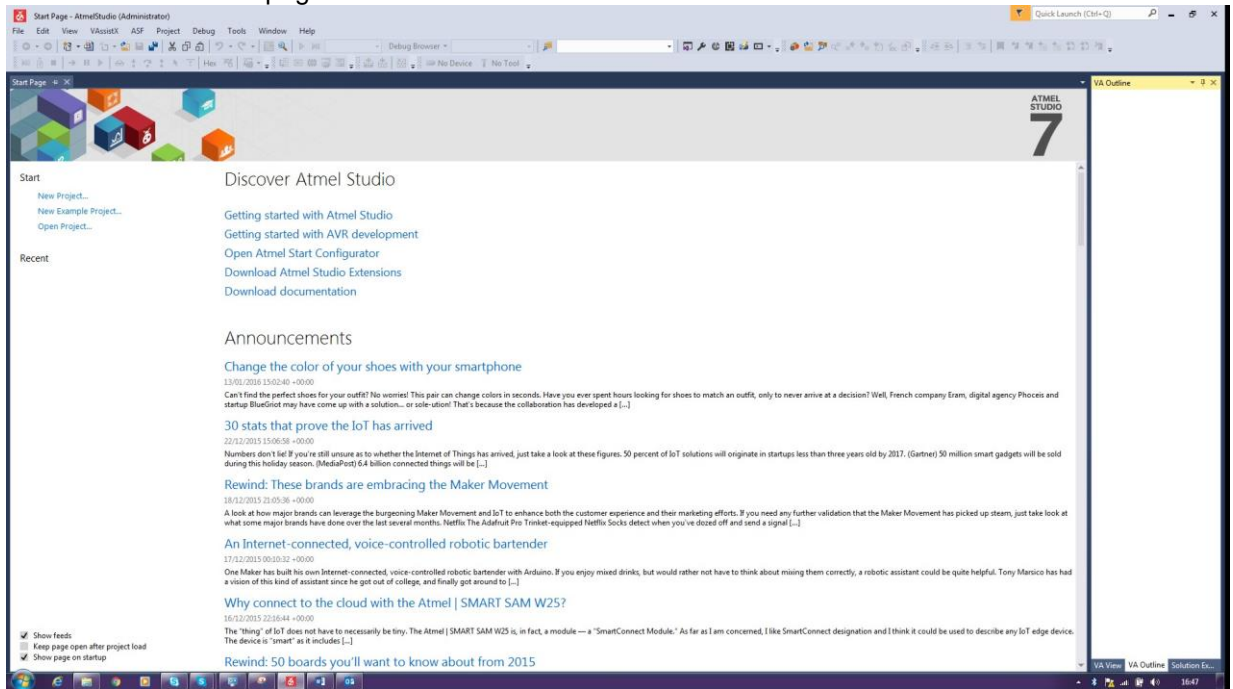 pag
Start Page - AtmelStudio (Administrator)
Quick Launch (Ctrl+Q)
File Edit View VAssistX ASF Project Debug Tools Window Help
Debug Browser
Hex
No Device No Tool
Start Page
VA Outline
ATMEL
STUDIO
7
Start
New Project...
New Example Project...
Open Project...
Recent
Discover Atmel Studio
Getting started with Atmel Studio
Getting started with AVR development
Open Atmel Start Configurator
Download Atmel Studio Extensions
Download documentation
Announcements
Change the color of your shoes with your smartphone
13/01/2016 15:02:40 +00:00
Can't find the perfect shoes for your outfit? No worries! This pair can change colors in seconds. Have you ever spent hours looking for shoes to match an outfit, only to never arrive at a decision? Well, French company Eram, digital agency Phoceis and
startup BlueGriot may have come up with a solution... or sole-ution! That's because the collaboration has developed a [...]
30 stats that prove the IoT has arrived
22/12/2015 15:06:58 +00:00
Numbers don't lie! If you're still unsure as to whether the Internet of Things has arrived, just take a look at these figures. 50 percent of IoT solutions will originate in startups less than three years old by 2017. (Gartner) 50 million smart gadgets will be sold
during this holiday season. (MediaPost) 6.4 billion connected things will be [...]
Rewind: These brands are embracing the Maker Movement
18/12/2015 21:05:36 +00:00
A look at how major brands can leverage the burgeoning Maker Movement and IoT to enhance both the customer experience and their marketing efforts. If you need any further validation that the Maker Movement has picked up steam, just take look at
what some major brands have done over the last several months. Netflix The Adafruit Pro Trinket-equipped Netflix Socks detect when you've dozed off and send a signal [...]
An Internet-connected, voice-controlled robotic bartender
17/12/2015 00:10:32 +00:00
One Maker has built his own Internet-connected, voice-controlled robotic bartender with Arduino. If you enjoy mixed drinks, but would rather not have to think about mixing them correctly, a robotic assistant could be quite helpful. Tony Marsico has had
a vision of this kind of assistant since he got out of college, and finally got around to [...]
Why connect to the cloud with the Atmel | SMART SAM W25?
16/12/2015 22:16:44 +00:00
The "thing" of IoT does not have to necessarily be tiny. The Atmel | SMART SAM W25 is, in fact, a module — a "SmartConnect Module." As far as I am concerned, I like SmartConnect designation and I think it could be used to describe any IoT edge device.
The device is "smart" as it includes [...]
Rewind: 50 boards you'll want to know about from 2015
Show feeds
Keep page open after project load
Show page on startup
VA View VA Outline Solution Ex...
16:47